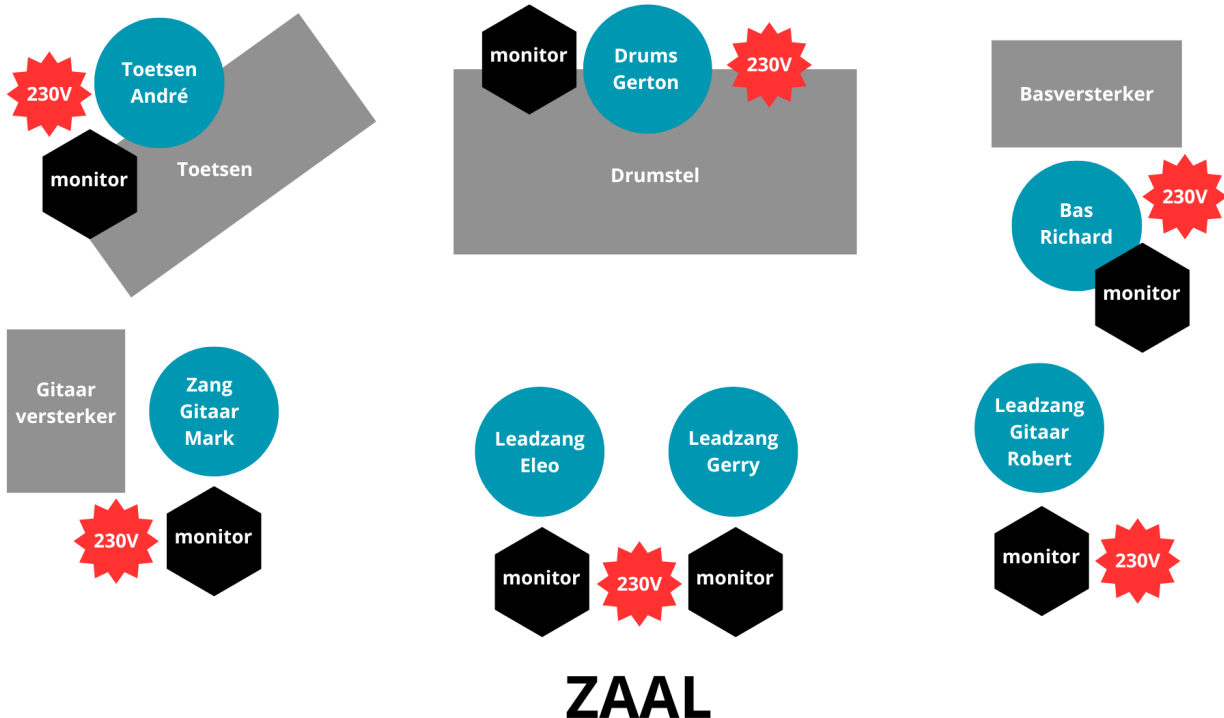 Toetsen
André
230V
monitor
Toetsen
monitor
Drums
Gerton
230V
Drumstel
Basversterker
Bas
Richard
230V
monitor
Gitaar
versterker
Zang
Gitaar
Mark
230V
monitor
Leadzang
Eleo
Leadzang
Gerry
monitor
230V
monitor
Leadzang
Gitaar
Robert
monitor
230V
ZAAL